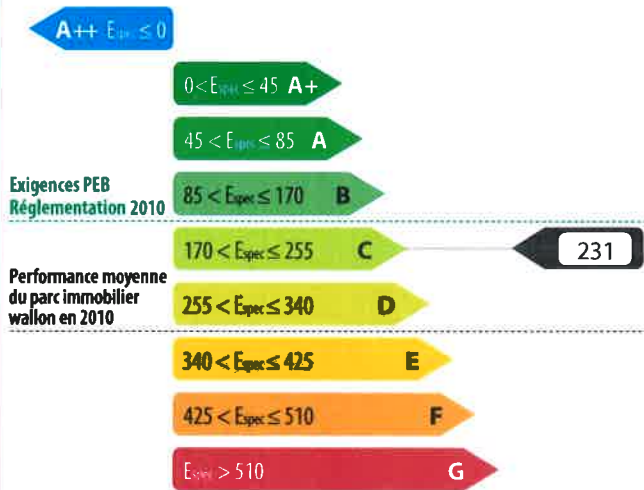 A++ Espec ≤ 0
0 < Espec ≤ 45 A+
45 < Espec ≤ 85 A
Exigences PEB
Réglementation 2010
85 < Espec ≤ 170 B
170 < Espec ≤ 255 C
231
Performance moyenne
du parc immobilier
wallon en 2010
255 < Espec ≤ 340 D
340 < Espec ≤ 425 E
425 < Espec ≤ 510 F
Espec > 510 G